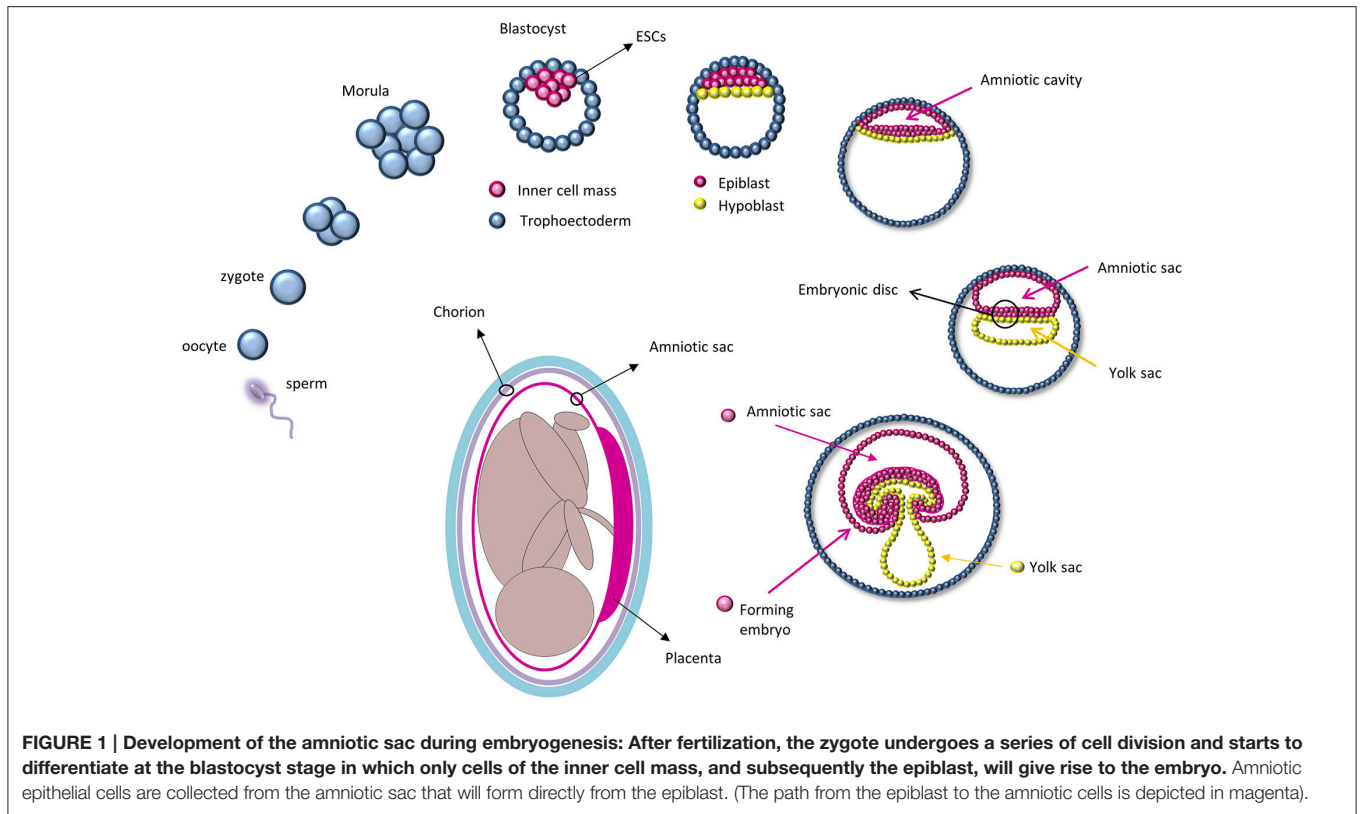 Blastocyst
ESCs
Morula
Amniotic cavity
Inner cell mass
Trophoectoderm
Epiblast
Hypoblast
zygote
Amniotic sac
Embryonic disc
Chorion
oocyte
Amniotic sac
Yolk sac
sperm
Amniotic sac
Yolk sac
Forming
embryo
Placenta
FIGURE 1 | Development of the amniotic sac during embryogenesis: After fertilization, the zygote undergoes a series of cell division and starts to
differentiate at the blastocyst stage in which only cells of the inner cell mass, and subsequently the epiblast, will give rise to the embryo. Amniotic
epithelial cells are collected from the amniotic sac that will form directly from the epiblast. (The path from the epiblast to the amniotic cells is depicted in magenta).